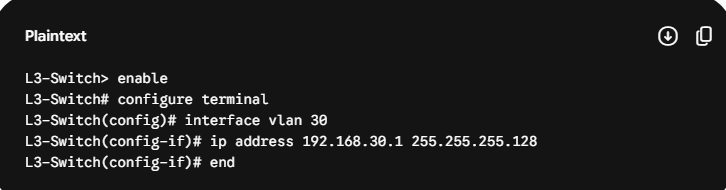 Plaintext
L3-Switch> enable
L3-Switch# configure terminal
L3-Switch(config)# interface vlan 30
L3-Switch(config-if)# ip address 192.168.30.1 255.255.255.128
L3-Switch(config-if)# end